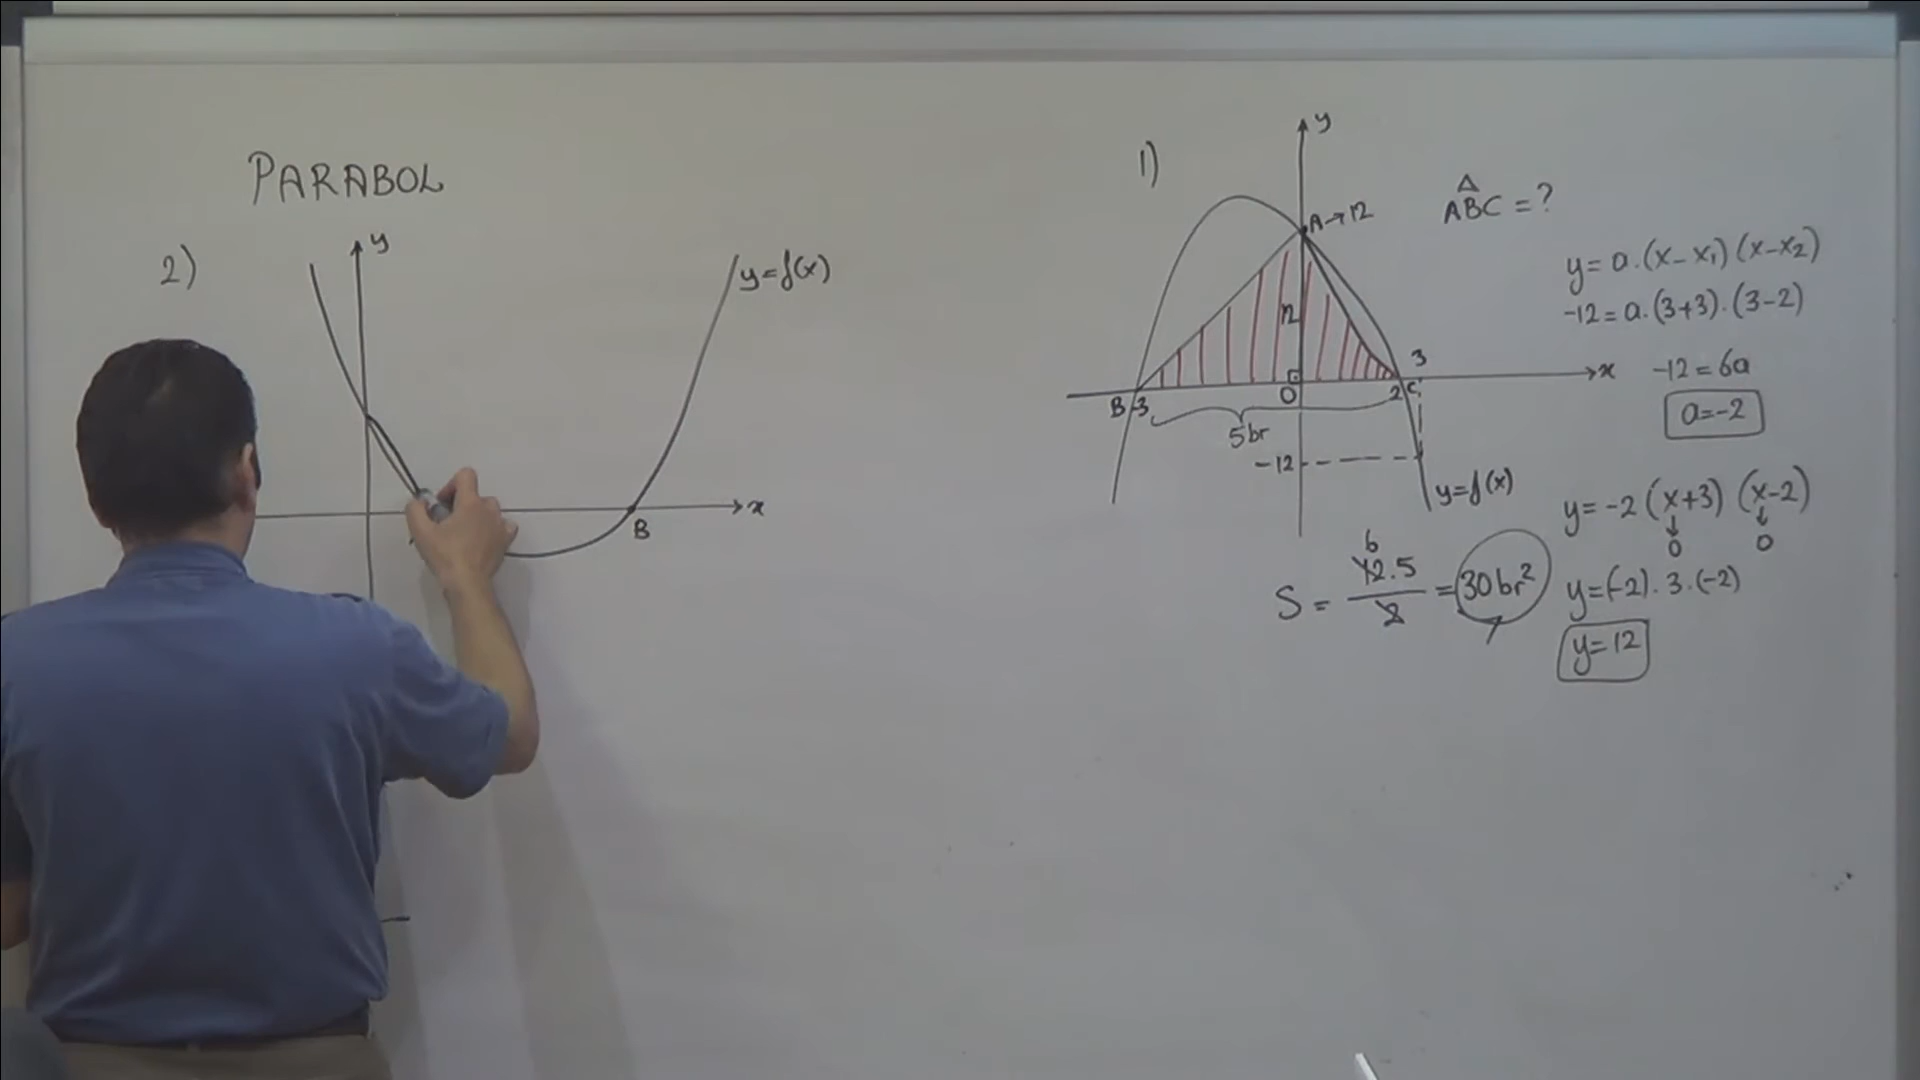 PARABOL
2)
y
y=f(x)
x
B
1)
y
A→12
ABC = ?
12
3
x
B
-3
O
2
C
5br
-12
y=f(x)
y= a.(x-x₁)(x-x₂)
-12=a.(3+3).(3-2)
-12=6a
a=-2
y=-2(x+3)(x-2)
0
0
y=(-2).3.(-2)
y=12
6
S = 12.5/2 = 30br²